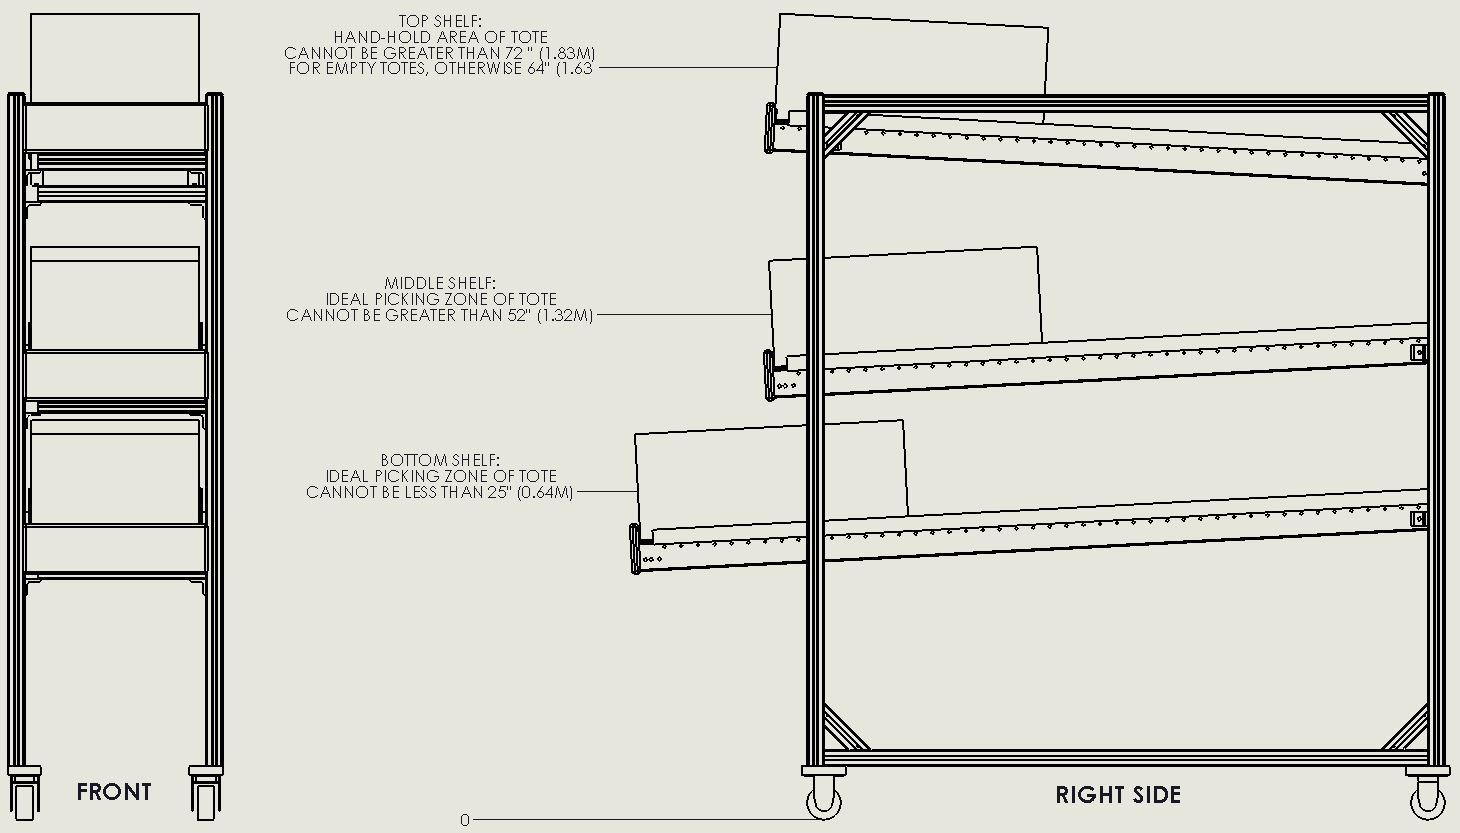 TOP SHELF:
HAND-HOLD AREA OF TOTE
CANNOT BE GREATER THAN 72 " (1.83M)
FOR EMPTY TOTES, OTHERWISE 64" (1.63
MIDDLE SHELF:
IDEAL PICKING ZONE OF TOTE
CANNOT BE GREATER THAN 52" (1.32M)
BOTTOM SHELF:
IDEAL PICKING ZONE OF TOTE
CANNOT BE LESS THAN 25" (0.64M)
FRONT
RIGHT SIDE
0